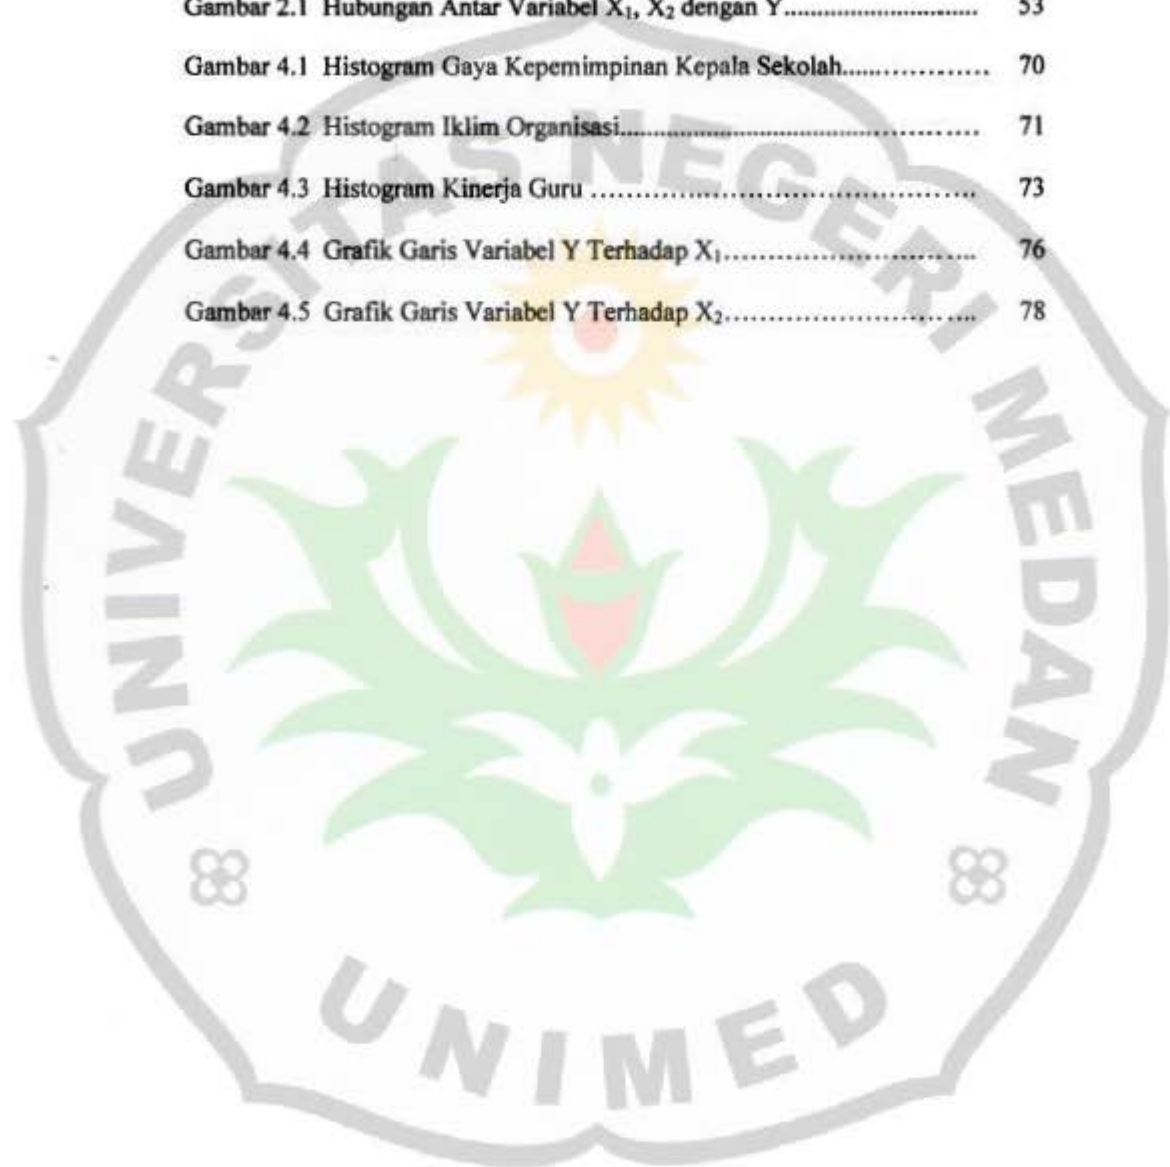 Gambar 2.1 Hubungan Antar Variabel X₁, X₂ dengan Y............................ 53
Gambar 4.1 Histogram Gaya Kepemimpinan Kepala Sekolah.................... 70
Gambar 4.2 Histogram Iklim Organisasi.................................................... 71
Gambar 4.3 Histogram Kinerja Guru ........................................... 73
Gambar 4.4 Grafik Garis Variabel Y Terhadap X₁............................ 76
Gambar 4.5 Grafik Garis Variabel Y Terhadap X₂............................ 78
UNIVERSITAS NEGERI MEDAN
UNIMED